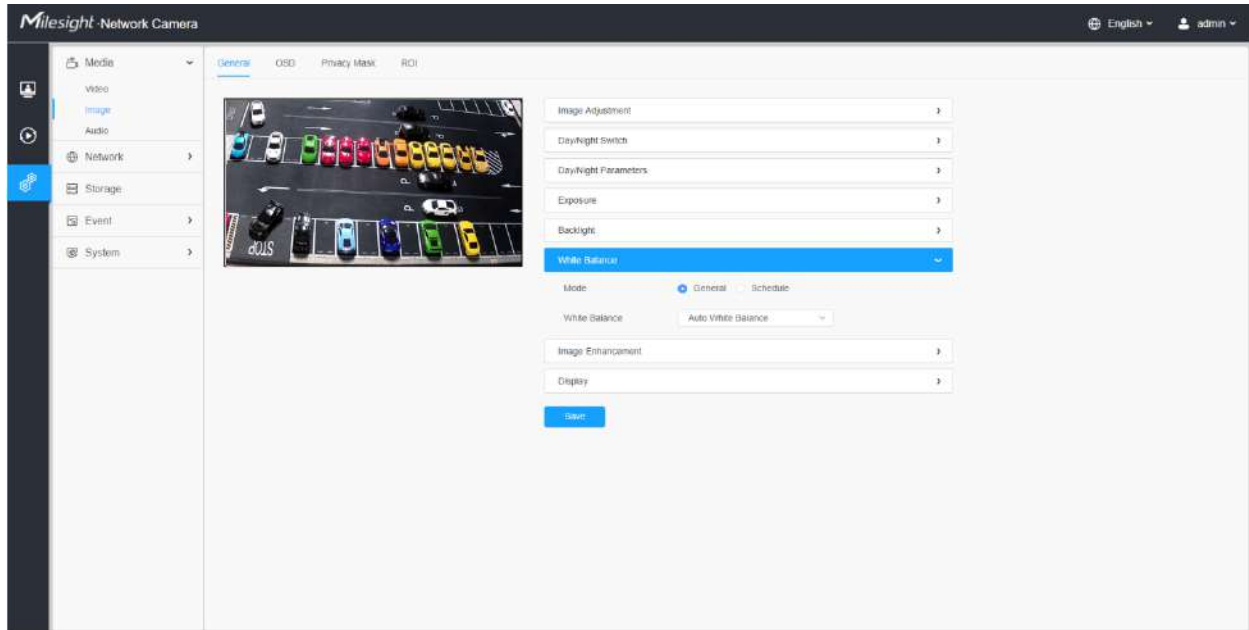 Milesight-Network Camera
English
admin
Media
Video
Image
Audio
Network
Storage
Event
System
General
OSD
Privacy Mask
ROI
STOP
P
P
Image Adjustment
Day/Night Switch
Day/Night Parameters
Exposure
Backlight
White Balance
Mode
General
Schedule
White Balance
Auto White Balance
Image Enhancement
Display
Save